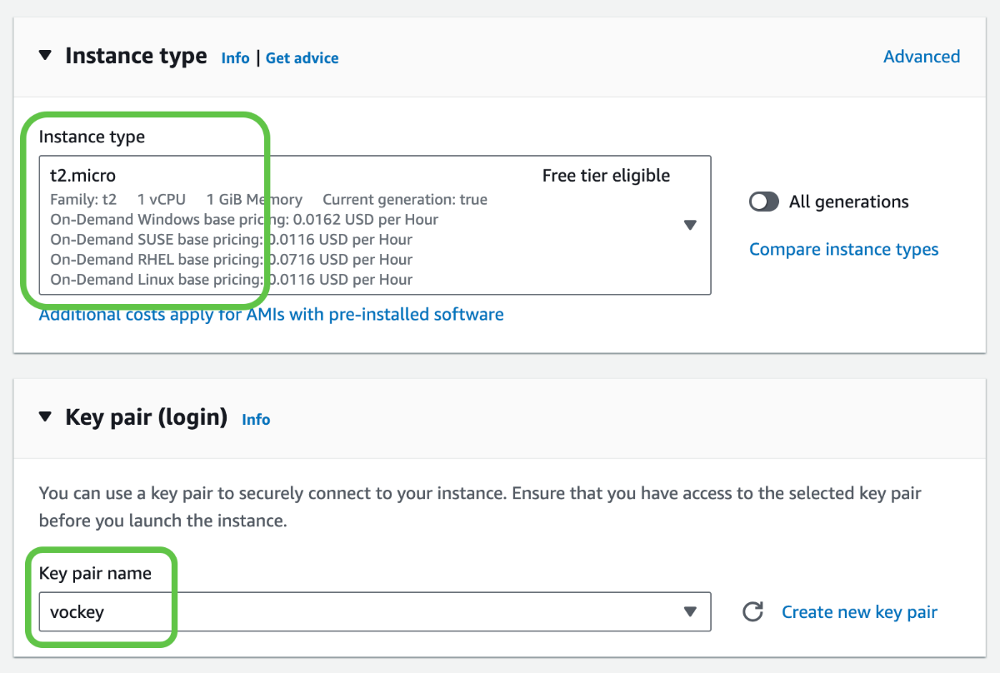 Instance type Info | Get advice Advanced
Instance type
t2.micro Free tier eligible
Family: t2 1 vCPU 1 GiB Memory Current generation: true
On-Demand Windows base pricing: 0.0162 USD per Hour
On-Demand SUSE base pricing: 0.0116 USD per Hour
On-Demand RHEL base pricing: 0.0716 USD per Hour
On-Demand Linux base pricing: 0.0116 USD per Hour
All generations
Compare instance types
Additional costs apply for AMIs with pre-installed software
Key pair (login) Info
You can use a key pair to securely connect to your instance. Ensure that you have access to the selected key pair
before you launch the instance.
Key pair name
vockey
Create new key pair